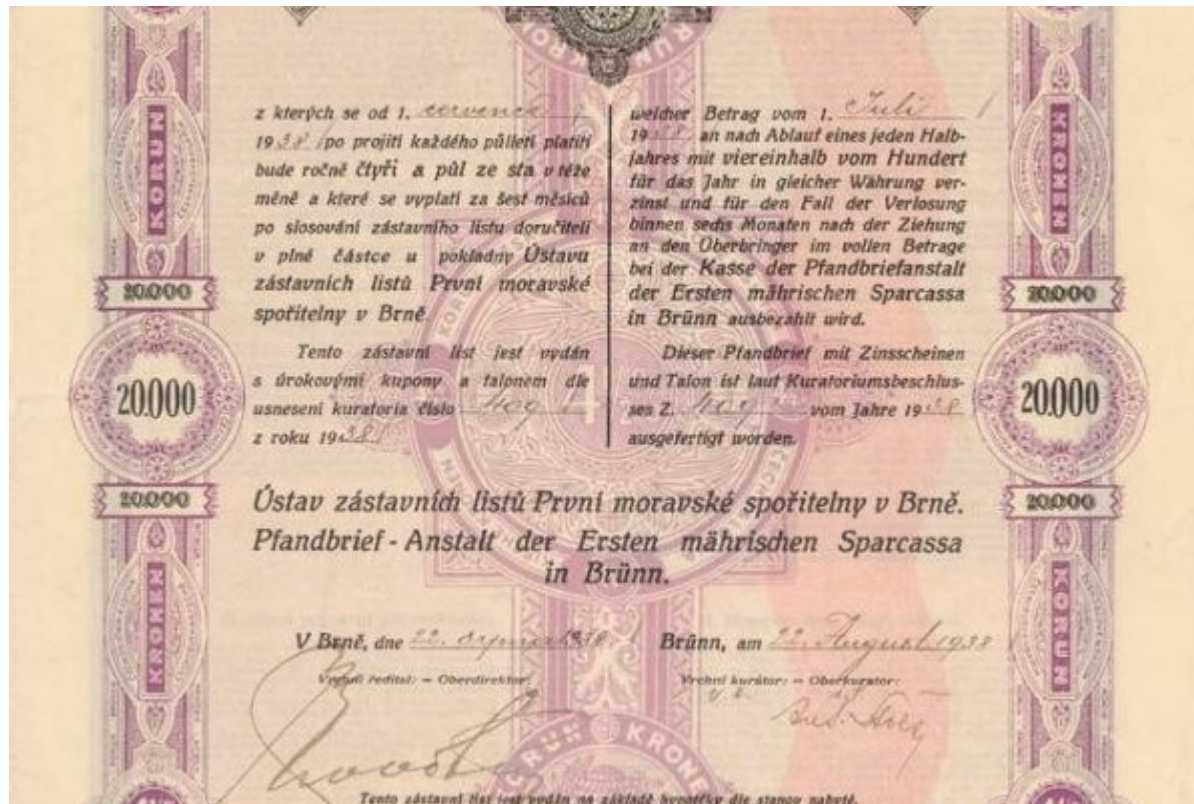 z kterých se od 1. července
1938 po projití každého půlletí platiti
bude ročně čtyři a půl ze sta v téže
měně a které se vyplatí za šest měsíců
po slosování zástavního listu doručiteli
v plné částce u pokladny Ústavu
zástavních listů První moravské
spořitelny v Brně
Tento zástavní list jest vydán
s úrokovými kupony a talonem dle
usnesení kuratoria číslo
z roku 1938
welcher Betrag vom 1. Juli
1938 an nach Ablauf eines jeden Halb-
jahres mit viereinhalb vom Hundert
für das Jahr in gleicher Währung ver-
zinst und für den Fall der Verlosung
binnen sechs Monaten nach der Ziehung
an den Überbringer im vollen Betrage
bei der Kasse der Pfandbriefanstalt
der Ersten mährischen Sparcassa
in Brünn ausbezahlt wird.
Dieser Pfandbrief mit Zinsscheinen
und Talon ist laut Kuratoriumsbeschlus-
ses Z. vom Jahre 1938
ausgefertigt worden.
KORUN
KRONEN
20.000
20.000
20.000
20.000
20.000
20.000
KRONEN
KORUN
Ústav zástavních listů První moravské spořitelny v Brně.
Pfandbrief - Anstalt der Ersten mährischen Sparcassa
in Brünn.
V Brně, dne 22. srpna 1938
Brünn, am 22. August 1938
Vrchní ředitel: — Oberdirektor:
Vrchní kurátor: — Oberkurator:
Tento zástavní list jest vydán na základě hypotéky dle stanov nabyté.